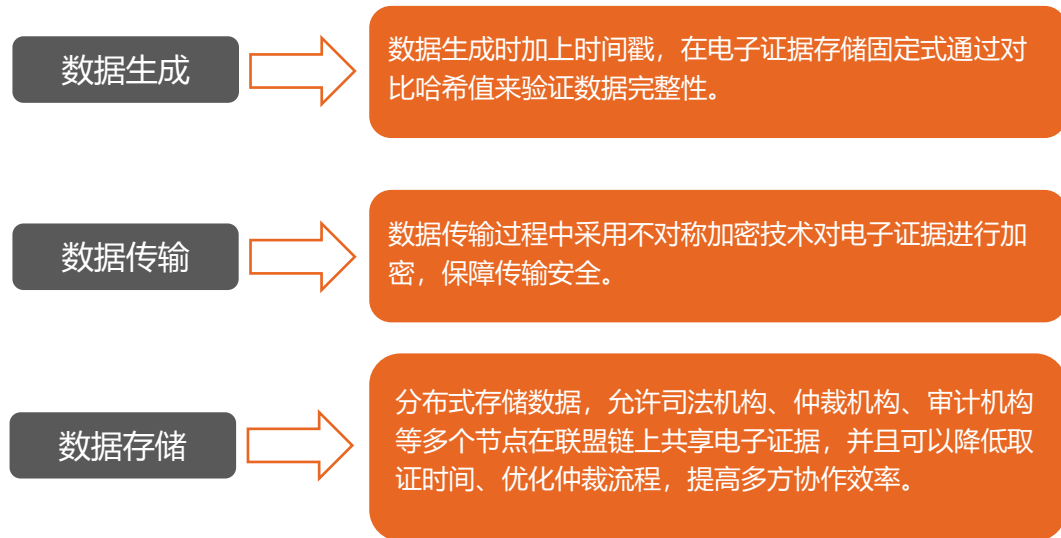 数据生成
数据生成时加上时间戳，在电子证据存储固定式通过对
比哈希值来验证数据完整性。
数据传输
数据传输过程中采用不对称加密技术对电子证据进行加
密，保障传输安全。
数据存储
分布式存储数据，允许司法机构、仲裁机构、审计机构
等多个节点在联盟链上共享电子证据，并且可以降低取
证时间、优化仲裁流程，提高多方协作效率。